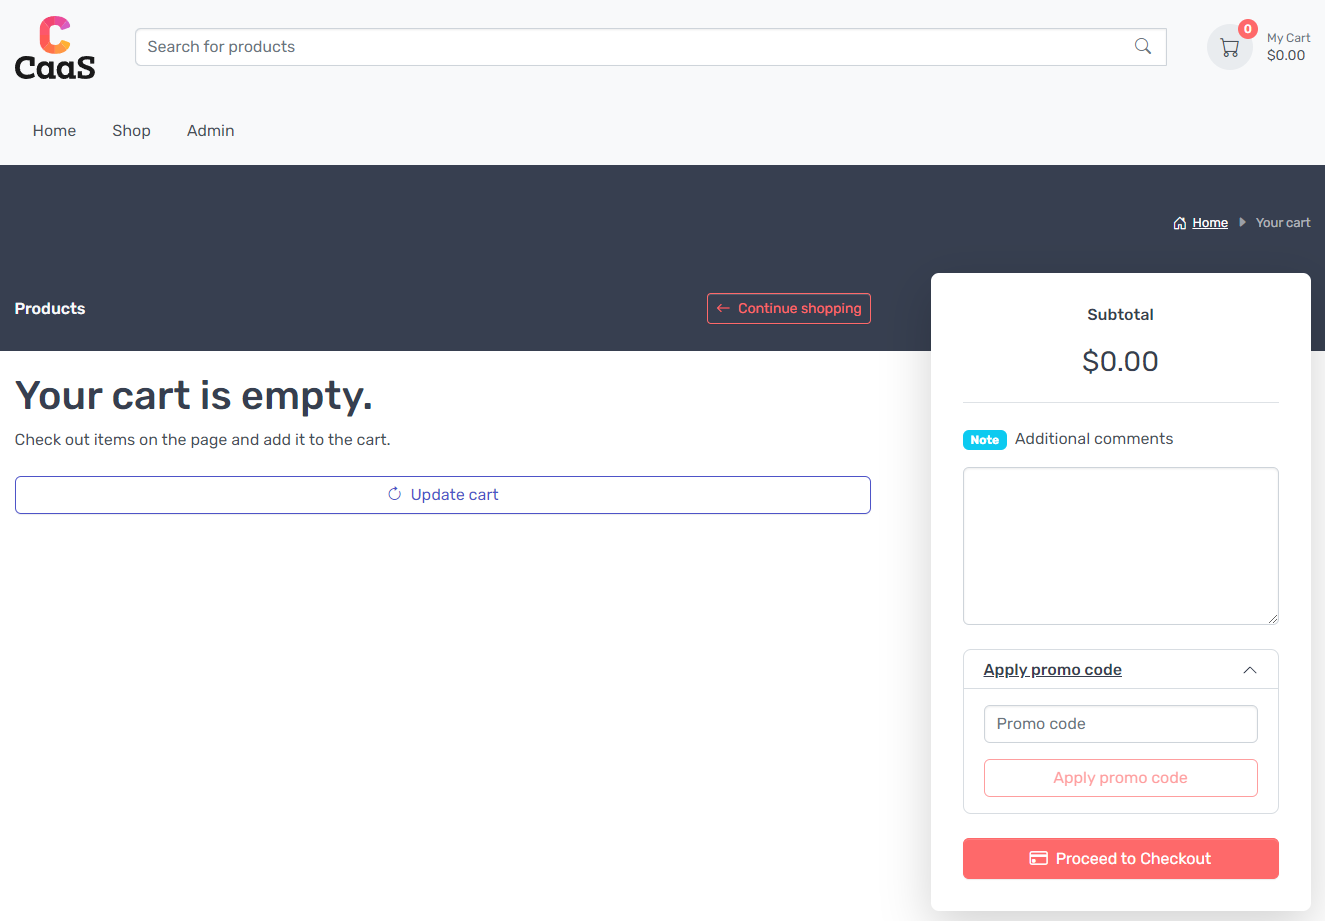 C
CaaS
Search for products
0
My Cart
$0.00
Home
Shop
Admin
Home
Your cart
Products
Continue shopping
Your cart is empty.
Check out items on the page and add it to the cart.
Update cart
Subtotal
$0.00
Note Additional comments
Apply promo code
Promo code
Apply promo code
Proceed to Checkout